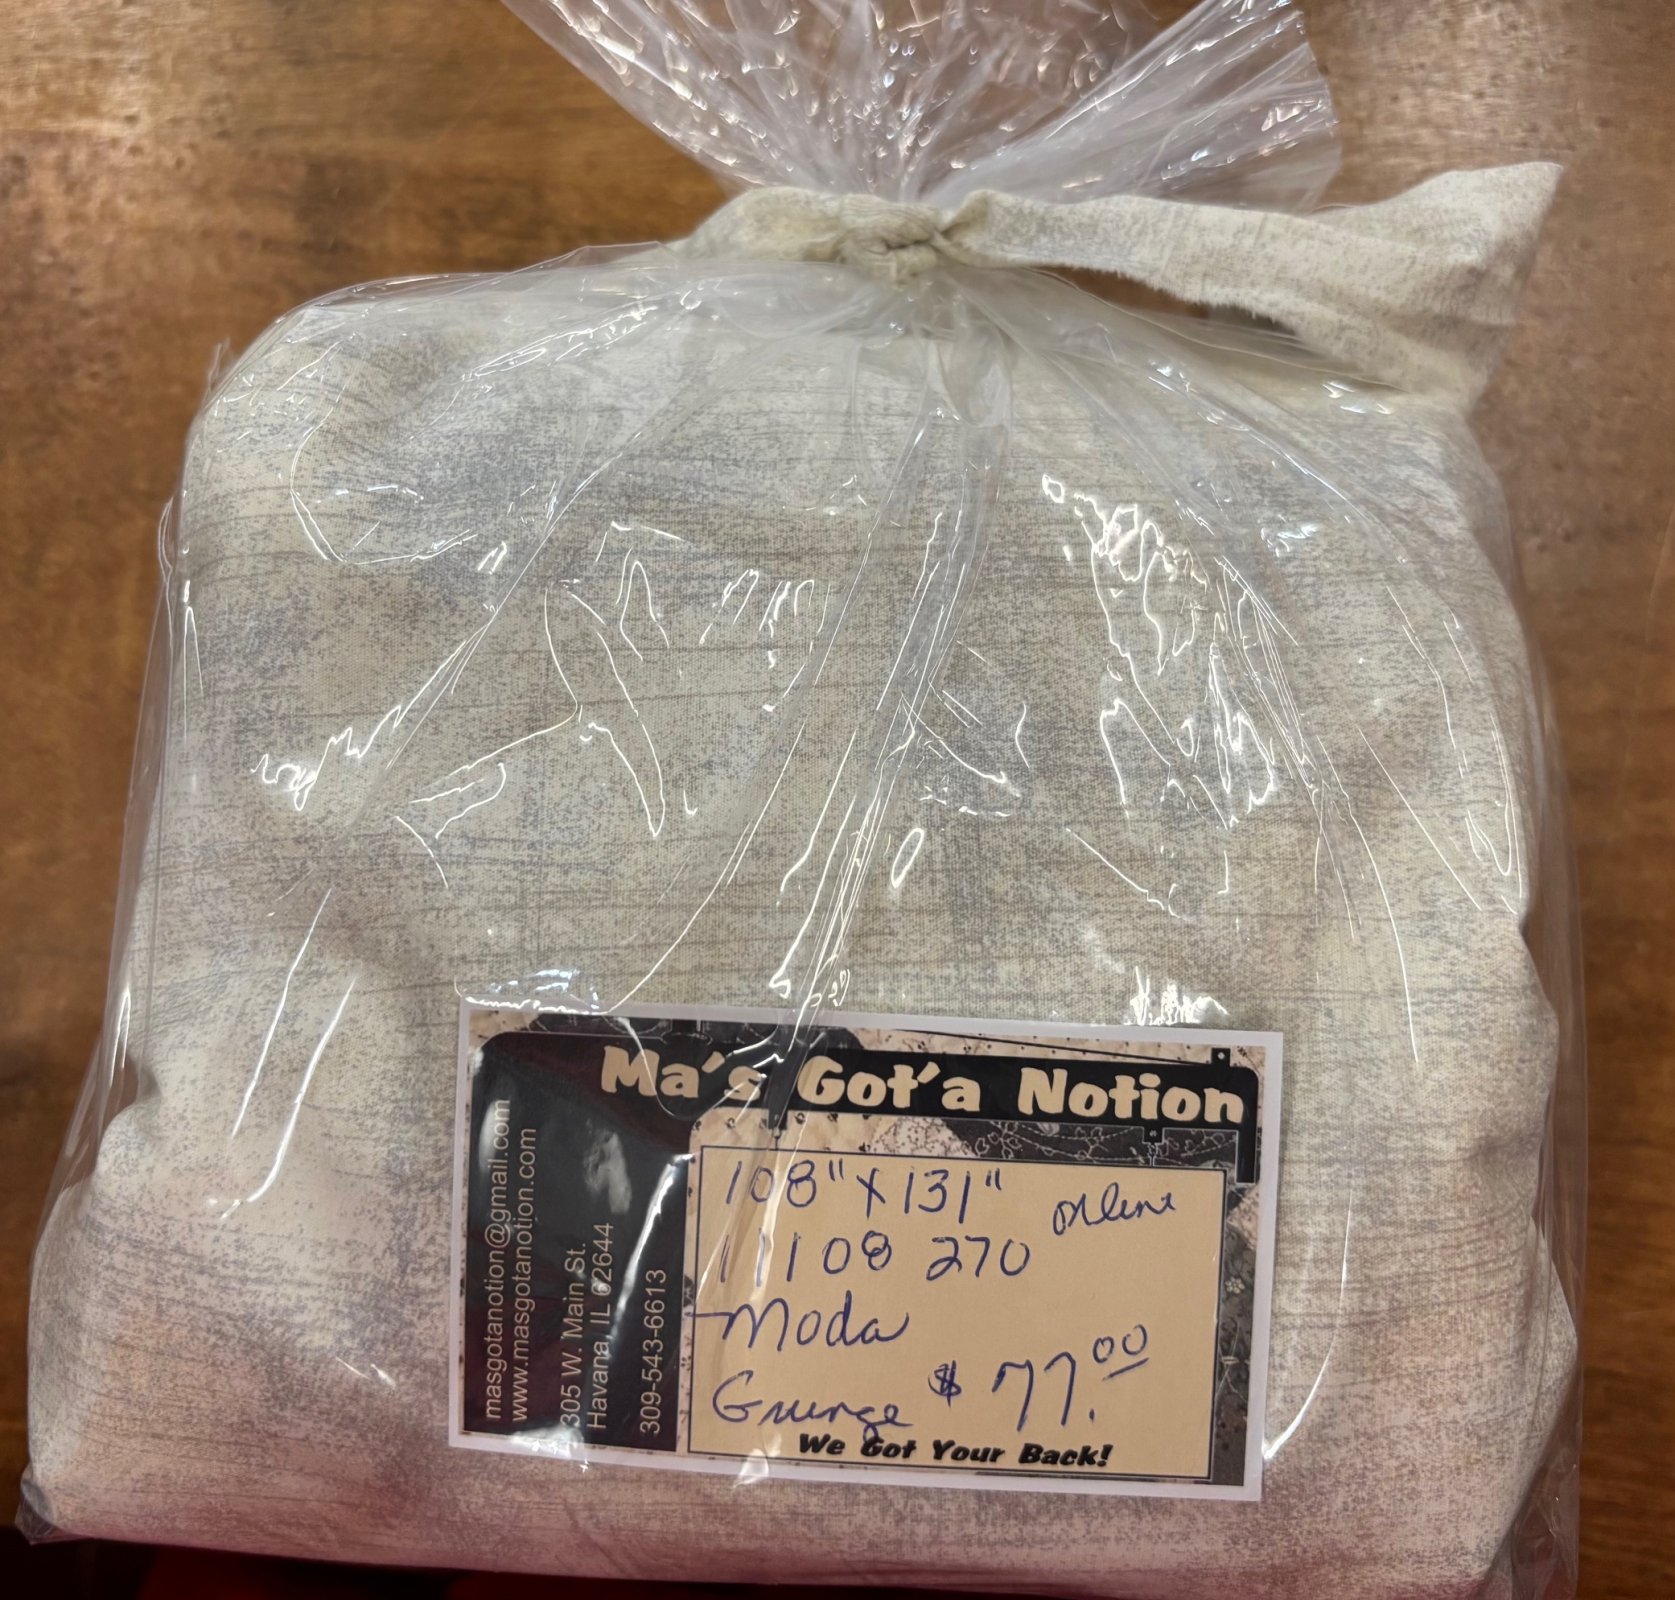 Ma's Got'a Notion
masgotanotion@gmail.com
www.masgotanotion.com
305 W. Main St.
Havana, IL 62644
309-543-6613
108" X 131" online
11108 270
Moda
Grunge $77.00
We Got Your Back!